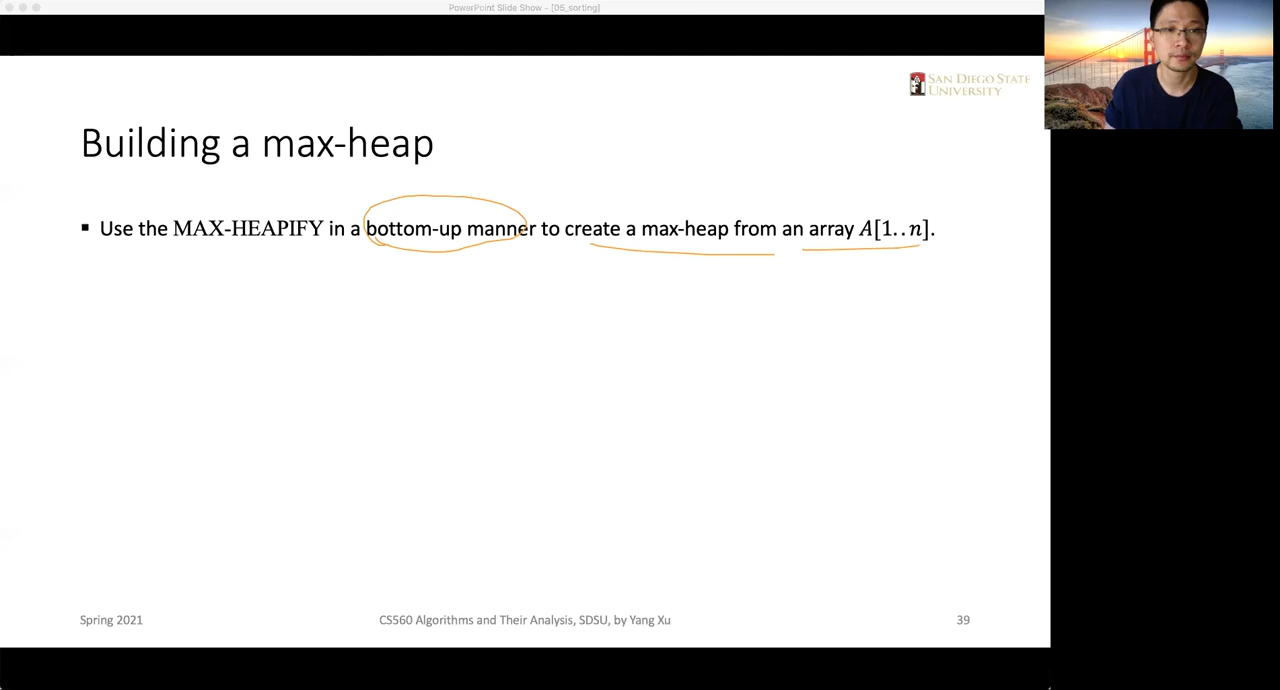 PowerPoint Slide Show - [05_sorting]
SAN DIEGO STATE
UNIVERSITY
Building a max-heap
▪ Use the MAX-HEAPIFY in a bottom-up manner to create a max-heap from an array A[1..n].
Spring 2021
CS560 Algorithms and Their Analysis, SDSU, by Yang Xu
39